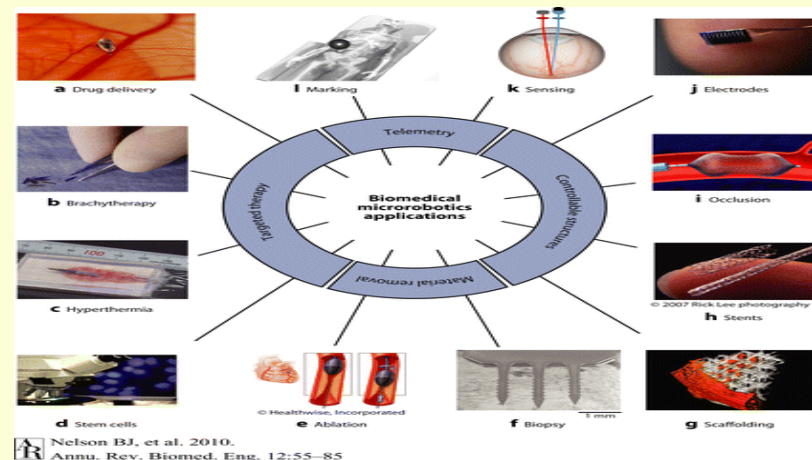 a Drug delivery
l Marking
k Sensing
j Electrodes
b Brachytherapy
Telemetry
Targeted therapy
Controllable structures
Material removal
Biomedical
microrobotics
applications
i Occlusion
100
c Hyperthermia
© 2007 Rick Lee photography
h Stents
d Stem cells
© Healthwise, Incorporated
e Ablation
f Biopsy
1 mm
g Scaffolding
AR Nelson BJ, et al. 2010.
Annu. Rev. Biomed. Eng. 12:55–85